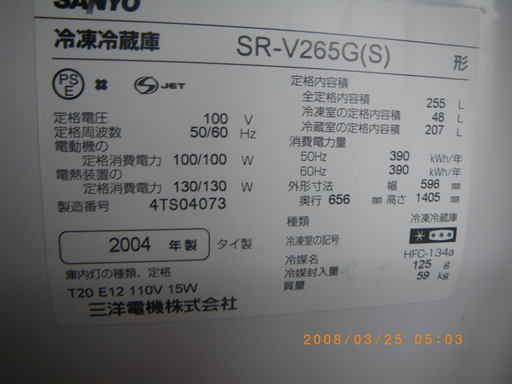 SANYO
冷凍冷蔵庫 SR-V265G(S) 形
PS E JET
定格電圧 100 V
定格周波数 50/60 Hz
電動機の
定格消費電力 100/100 W
電熱装置の
定格消費電力 130/130 W
製造番号 4TS04073
2004 年製 タイ製
庫内灯の種類、定格
T20 E12 110V 15W
三洋電機株式会社
定格内容積
全定格内容積 255 L
冷凍室の定格内容積 48 L
冷蔵室の定格内容積 207 L
消費電力量
50Hz 390 kWh/年
60Hz 390 kWh/年
外形寸法 幅 596 mm
奥行 656 mm 高さ 1405 mm
種類 冷凍冷蔵庫
冷凍室の記号 * ***
冷媒名 HFC-134a
冷媒封入量 125 g
質量 59 kg
2008/03/25 05:03